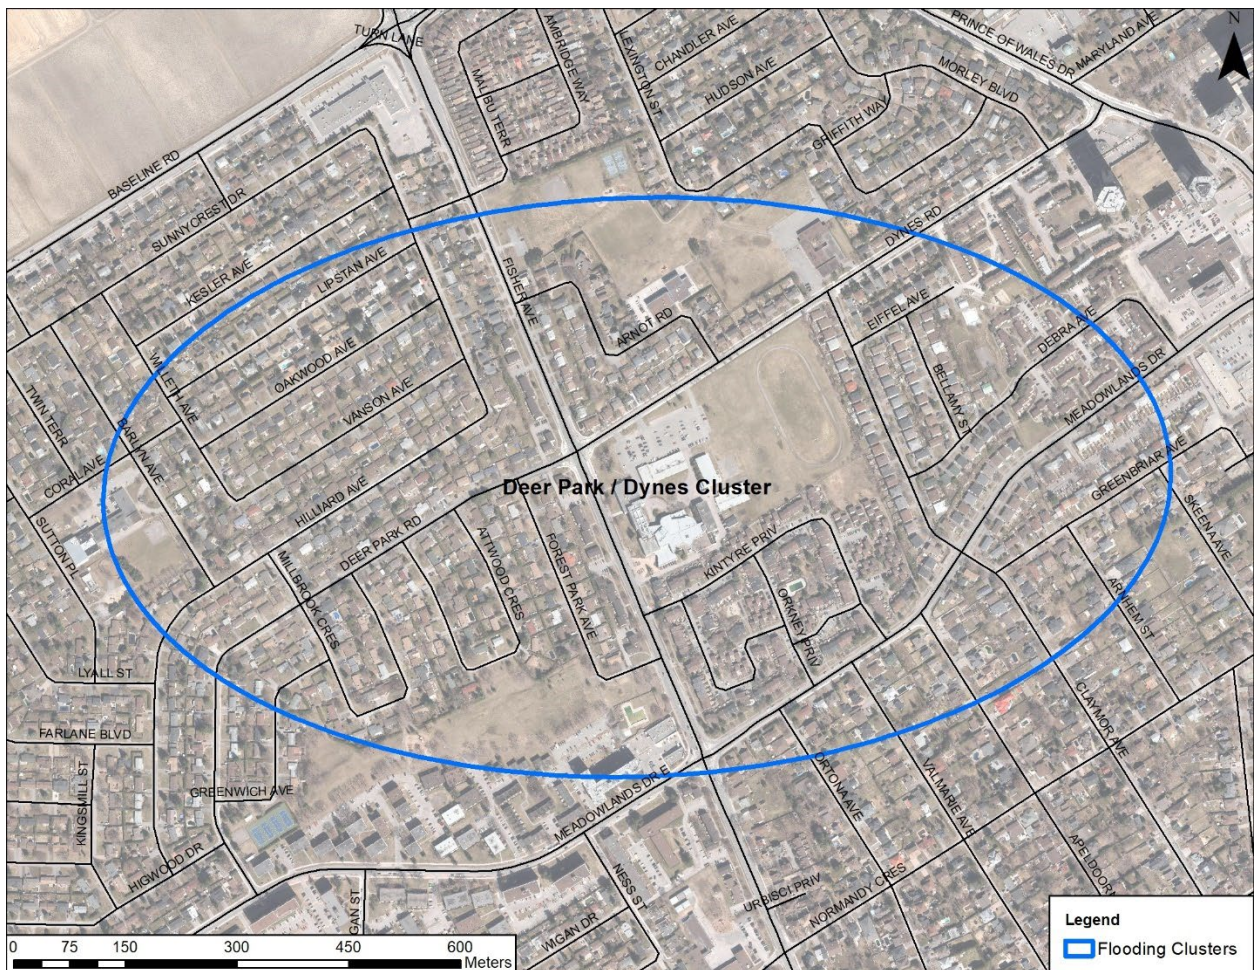 N
TURN LANE
AMBRIDGE WAY
MALIBU TERR
LEXINGTON ST
CHANDLER AVE
HUDSON AVE
PRINCE OF WALES DR
MARYLAND AVE
MORLEY BLVD
GRIFFITH WAY
BASELINE RD
SUNNYCREST DR
KESLER AVE
LIPSTAN AVE
FISHER AVE
DYNES RD
ARNOT RD
EIFFEL AVE
DEBRA AVE
BELLAMY ST
MEADOWLANDS DR
WILLETH AVE
OAKWOOD AVE
VANSON AVE
TWIN TERR
CORAL AVE
HILLIARD AVE
Deer Park / Dynes Cluster
GREENBRIAR AVE
SKEENA AVE
SUTTON PL
DEER PARK RD
MILLBROOK CRES
ATTWOOD CRES
FOREST PARK AVE
KINTYRE PRIV
ORKNEY PRIV
ARNHEM ST
CLAYMOR AVE
LYALL ST
FARLANE BLVD
KINGSMILL ST
GREENWICH AVE
HIGWOOD DR
MEADOWLANDS DR E
ORTONA AVE
VALMARIE AVE
APELDOORN
NESS ST
WIGAN DR
URBISCI PRIV
NORMANDY CRES
GAN ST
Legend
Flooding Clusters
0 75 150 300 450 600
Meters